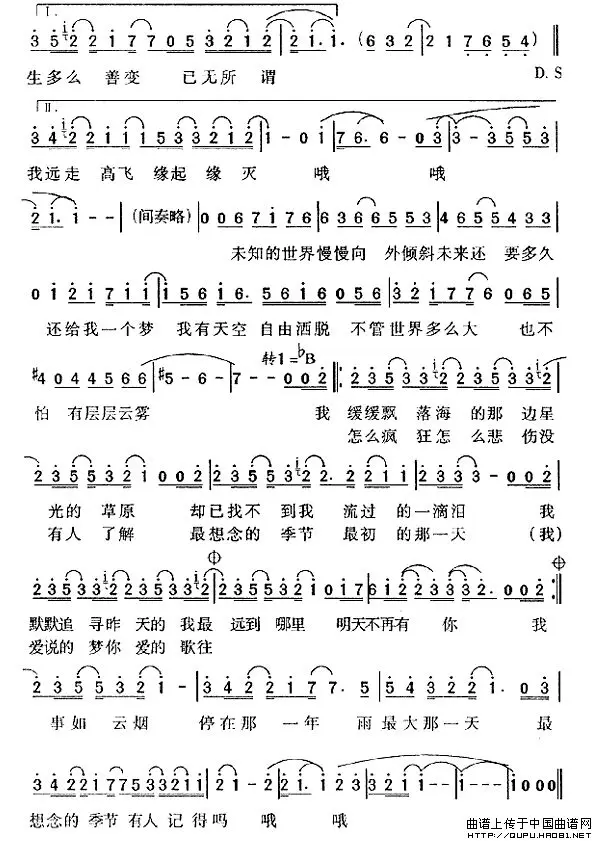 I.
3 5 2 2 1 7 7 0 5 3 2 1 2 2 | 2 1. 1. | (6 3 2 | 2 1 7 6 5 4)
生多么 善变 已无所 谓 D. S
II.
3 4 2 2 1 1 1 5 3 3 2 1 2 | 1 - 0 1 | 7 6. 6 - 0 3 | 3 - 3 5 5 3
我远走 高飞 缘起 缘 灭 哦 哦
2 1. 1 - - | (间奏略) | 0 0 6 7 1 7 6 | 6 3 6 6 5 5 3 | 4 6 5 5 4 3 3
未知的世界慢慢向 外倾斜未来还 要多久
0 1 2 1 7 1 1 | 1 5 6 1 6. 5 6 1 6 0 5 6 | 3 2 1 7 6 0 6 5
还给我一个梦 我有天空 自由洒脱 不管世界多么大 也不
转1=♭B
#4 0 4 4 5 6 6 | #5 - 6 - | 7 - - 0 0 2 2 3 5 3 3 2 2 3 5 3 3 2
怕 有层层云雾 我 缓缓飘 落海 的那 边星
怎么疯 狂怎 么悲 伤没
2 3 5 5 3 2 1 0 0 2 | 2 3 5 5 3 2 2. 2 2 1 1 | 2 3 3 3 - 0 0 2
光的 草原 却已找不 到我 流过 的一滴泪 我
有人 了解 最想念的 季节 最初 的那一天 (我)
2 3 5 3 3 2 2 3 5 3 3 2 2 3 5 5 3 2 1 0 1 7 | 6 1 2 2 3 3 2. 0 0 2
默默追 寻昨 天的 我最 远到 哪里 明天不再有 你 我
爱说的 梦你 爱的 歌往
2 3 5 5 5 3 2 | 1 - - | 3 4 2 2 1 7 7. 5 | 5 4 3 2 2 1. 0 3
事如 云烟 停在那 一年 雨 最大那一天 最
3 4 2 2 1 7 7 5 3 3 2 1 1 | 2 1 - 2 | 2 1. 1 2 3 | 3 2 1 1 - - | 1 - - - | 1 0 0 0
想念的 季节 有人 记 得吗 哦 哦
曲谱上传于中国曲谱网
HTTP://QUPU.HAO81.NET